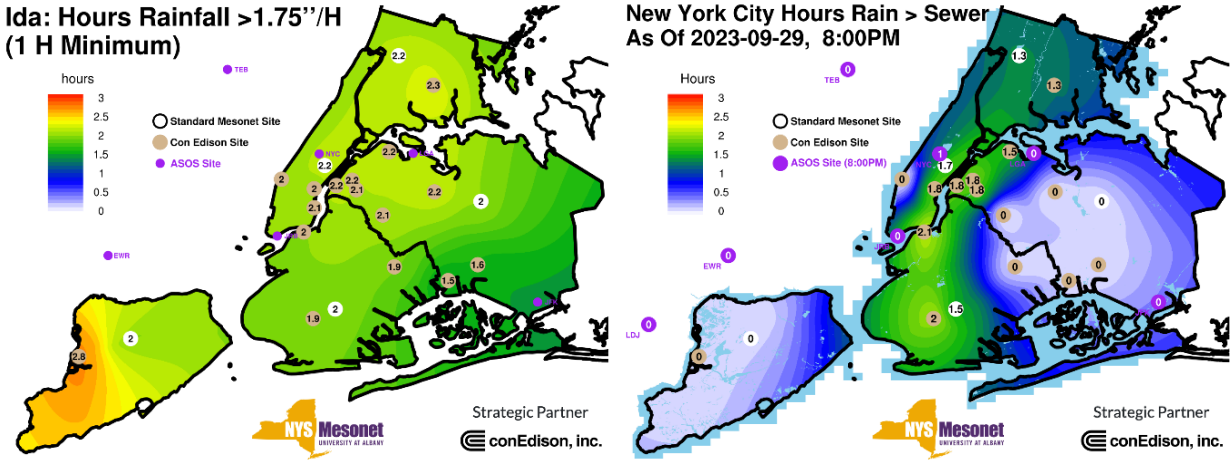 Ida: Hours Rainfall >1.75’’/H
(1 H Minimum)
hours
3
2.5
2
1.5
1
0.5
0
Standard Mesonet Site
Con Edison Site
ASOS Site
TEB
EWR
NYC
2.2
2.3
2.2
2.2
2
2
2.2
2.2
2.1
2.2
2.1
2.1
2
2
1.9
1.6
1.5
2
1.9
2.8
2
NYS Mesonet
UNIVERSITY AT ALBANY
Strategic Partner
conEdison, inc.
New York City Hours Rain > Sewer
As Of 2023-09-29, 8:00PM
Hours
3
2.5
2
1.5
1
0.5
0
Standard Mesonet Site
Con Edison Site
ASOS Site (8:00PM)
TEB
0
1.3
1.3
NYC
1
1.7
1.5
0
0
1.8
1.8
1.8
1.8
0
0
0
2.1
0
EWR
0
0
0
0
0
LDJ
0
2
1.5
0
0
NYS Mesonet
UNIVERSITY AT ALBANY
Strategic Partner
conEdison, inc.